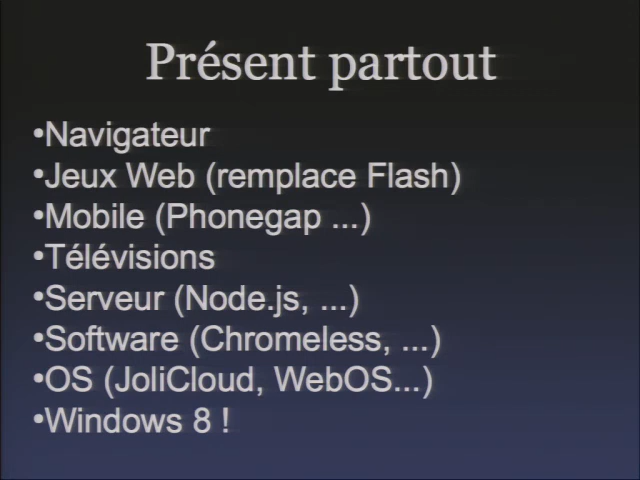 Présent partout
•Navigateur
•Jeux Web (remplace Flash)
•Mobile (Phonegap ...)
•Télévisions
•Serveur (Node.js, ...)
•Software (Chromeless, ...)
•OS (JoliCloud, WebOS...)
•Windows 8 !